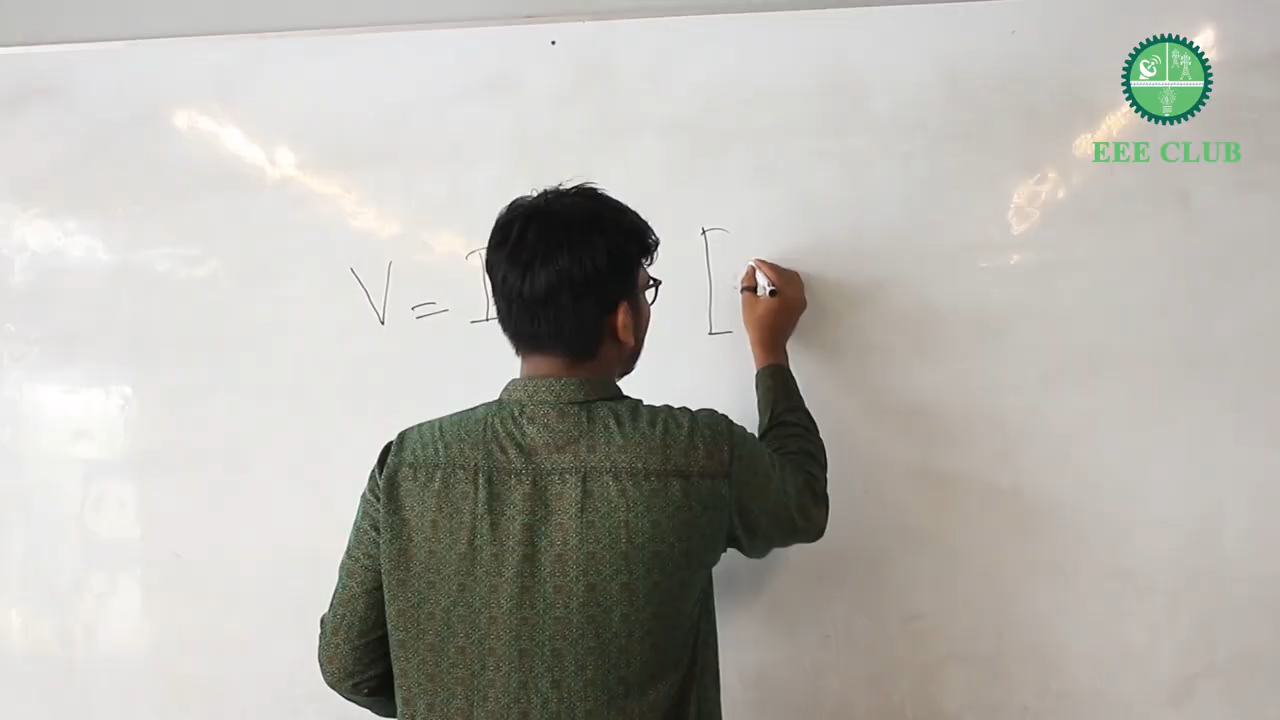 EEE CLUB
V = I [